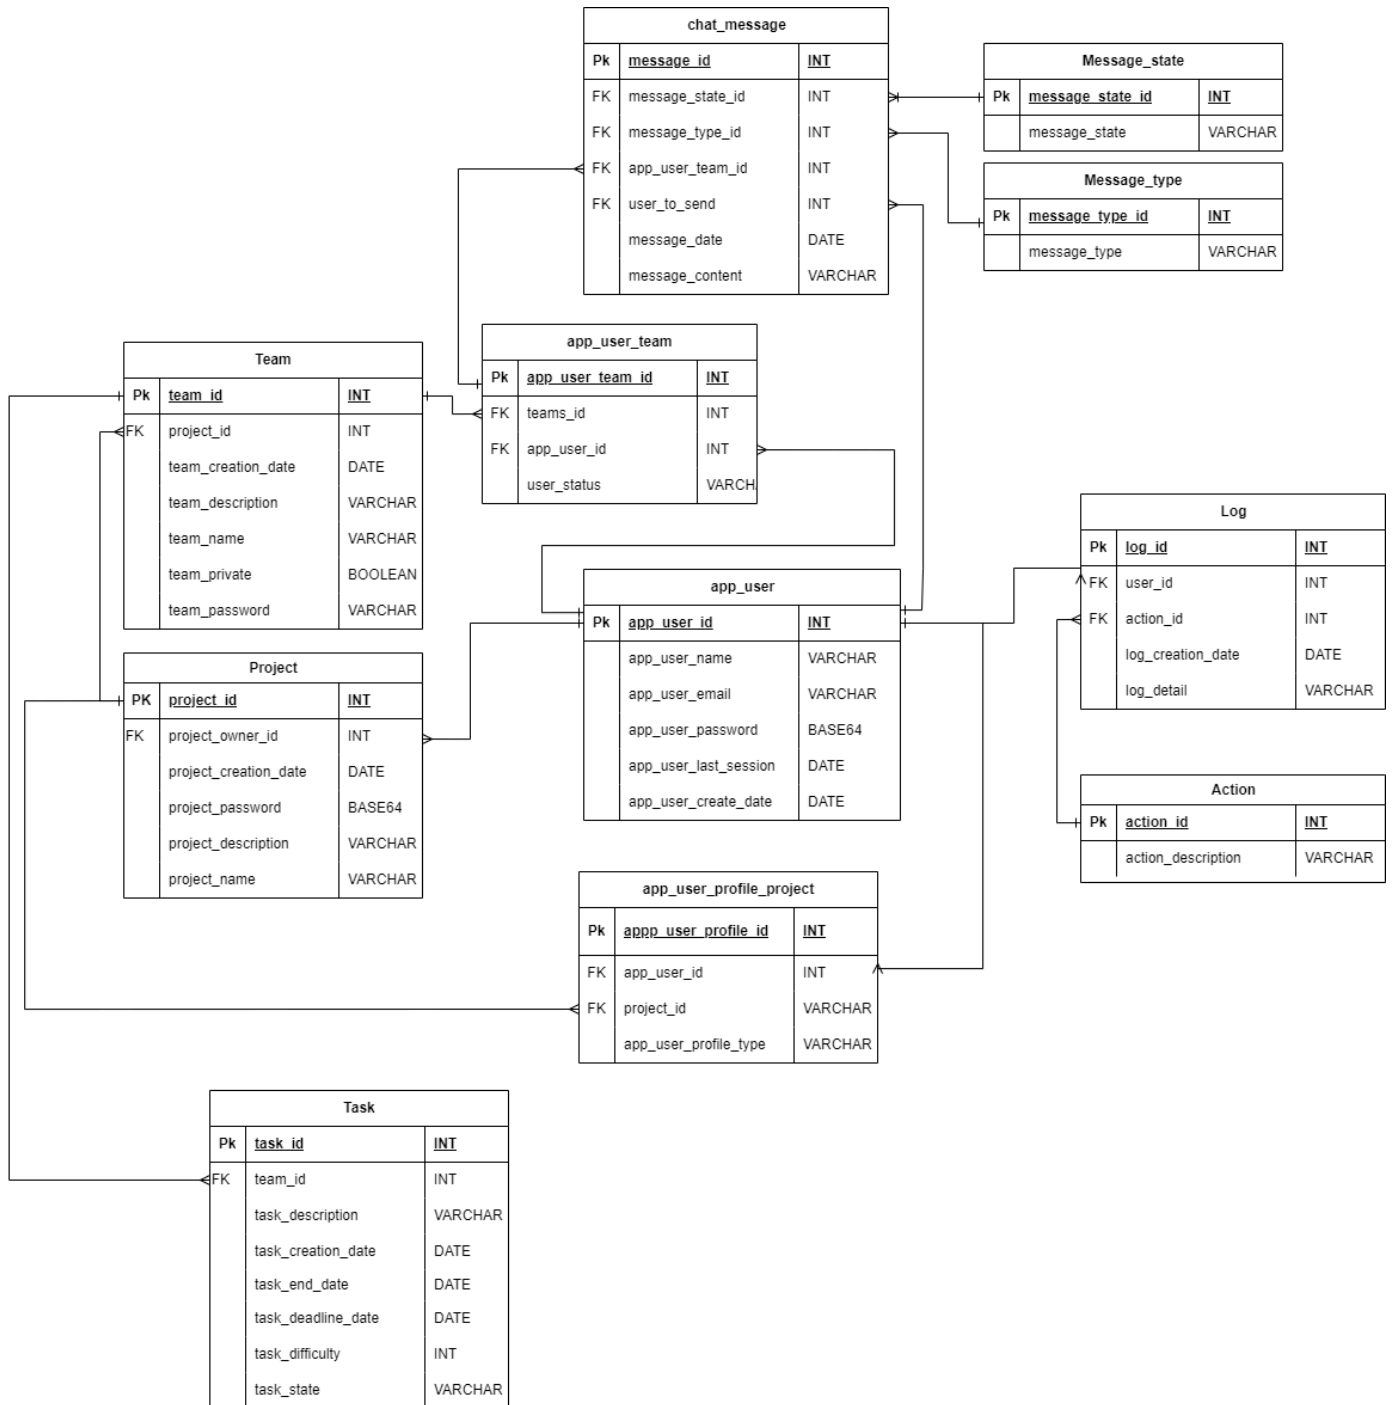 chat_message
Pk message_id INT
FK message_state_id INT
FK message_type_id INT
FK app_user_team_id INT
FK user_to_send INT
message_date DATE
message_content VARCHAR
Message_state
Pk message_state_id INT
message_state VARCHAR
Message_type
Pk message_type_id INT
message_type VARCHAR
app_user_team
Pk app_user_team_id INT
FK teams_id INT
FK app_user_id INT
user_status VARCH
Team
Pk team_id INT
FK project_id INT
team_creation_date DATE
team_description VARCHAR
team_name VARCHAR
team_private BOOLEAN
team_password VARCHAR
Log
Pk log_id INT
FK user_id INT
FK action_id INT
log_creation_date DATE
log_detail VARCHAR
app_user
Pk app_user_id INT
app_user_name VARCHAR
app_user_email VARCHAR
app_user_password BASE64
app_user_last_session DATE
app_user_create_date DATE
Project
PK project_id INT
FK project_owner_id INT
project_creation_date DATE
project_password BASE64
project_description VARCHAR
project_name VARCHAR
Action
Pk action_id INT
action_description VARCHAR
app_user_profile_project
Pk appp_user_profile_id INT
FK app_user_id INT
FK project_id VARCHAR
app_user_profile_type VARCHAR
Task
Pk task_id INT
FK team_id INT
task_description VARCHAR
task_creation_date DATE
task_end_date DATE
task_deadline_date DATE
task_difficulty INT
task_state VARCHAR